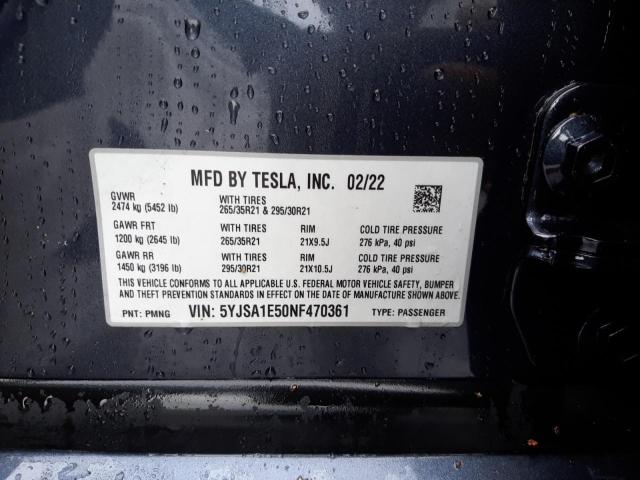 MFD BY TESLA, INC. 02/22
GVWR
2474 kg (5452 lb)
WITH TIRES
265/35R21 & 295/30R21
GAWR FRT
1200 kg (2645 lb)
WITH TIRES
265/35R21
RIM
21X9.5J
COLD TIRE PRESSURE
276 kPa, 40 psi
GAWR RR
1450 kg (3196 lb)
WITH TIRES
295/30R21
RIM
21X10.5J
COLD TIRE PRESSURE
276 kPa, 40 psi
THIS VEHICLE CONFORMS TO ALL APPLICABLE U.S. FEDERAL MOTOR VEHICLE SAFETY, BUMPER
AND THEFT PREVENTION STANDARDS IN EFFECT ON THE DATE OF MANUFACTURE SHOWN ABOVE.
PNT: PMNG VIN: 5YJSA1E50NF470361 TYPE: PASSENGER